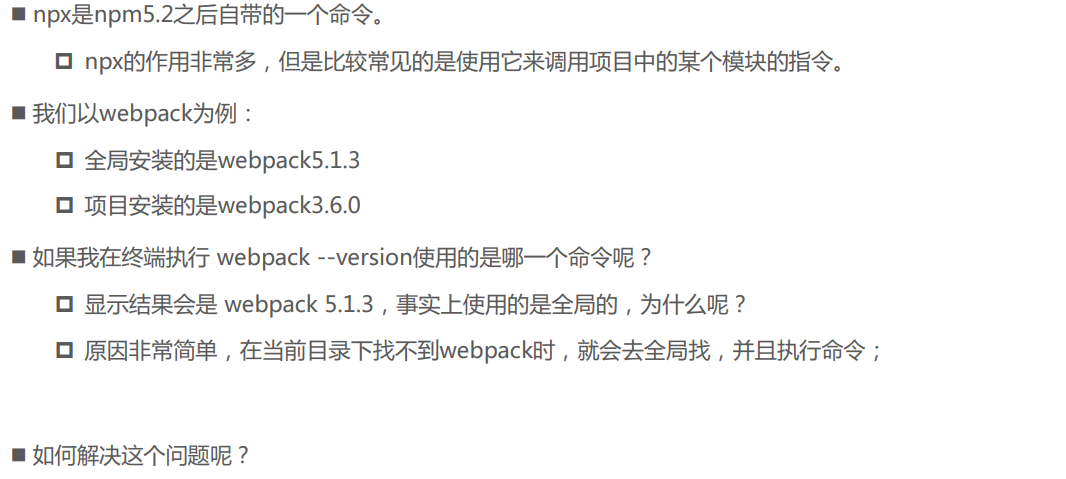 ■ npx是npm5.2之后自带的一个命令。
npx的作用非常多，但是比较常见的是使用它来调用项目中的某个模块的指令。
■ 我们以webpack为例：
全局安装的是webpack5.1.3
项目安装的是webpack3.6.0
■ 如果我在终端执行 webpack --version使用的是哪一个命令呢？
显示结果会是 webpack 5.1.3，事实上使用的是全局的，为什么呢？
原因非常简单，在当前目录下找不到webpack时，就会去全局找，并且执行命令；
■ 如何解决这个问题呢？